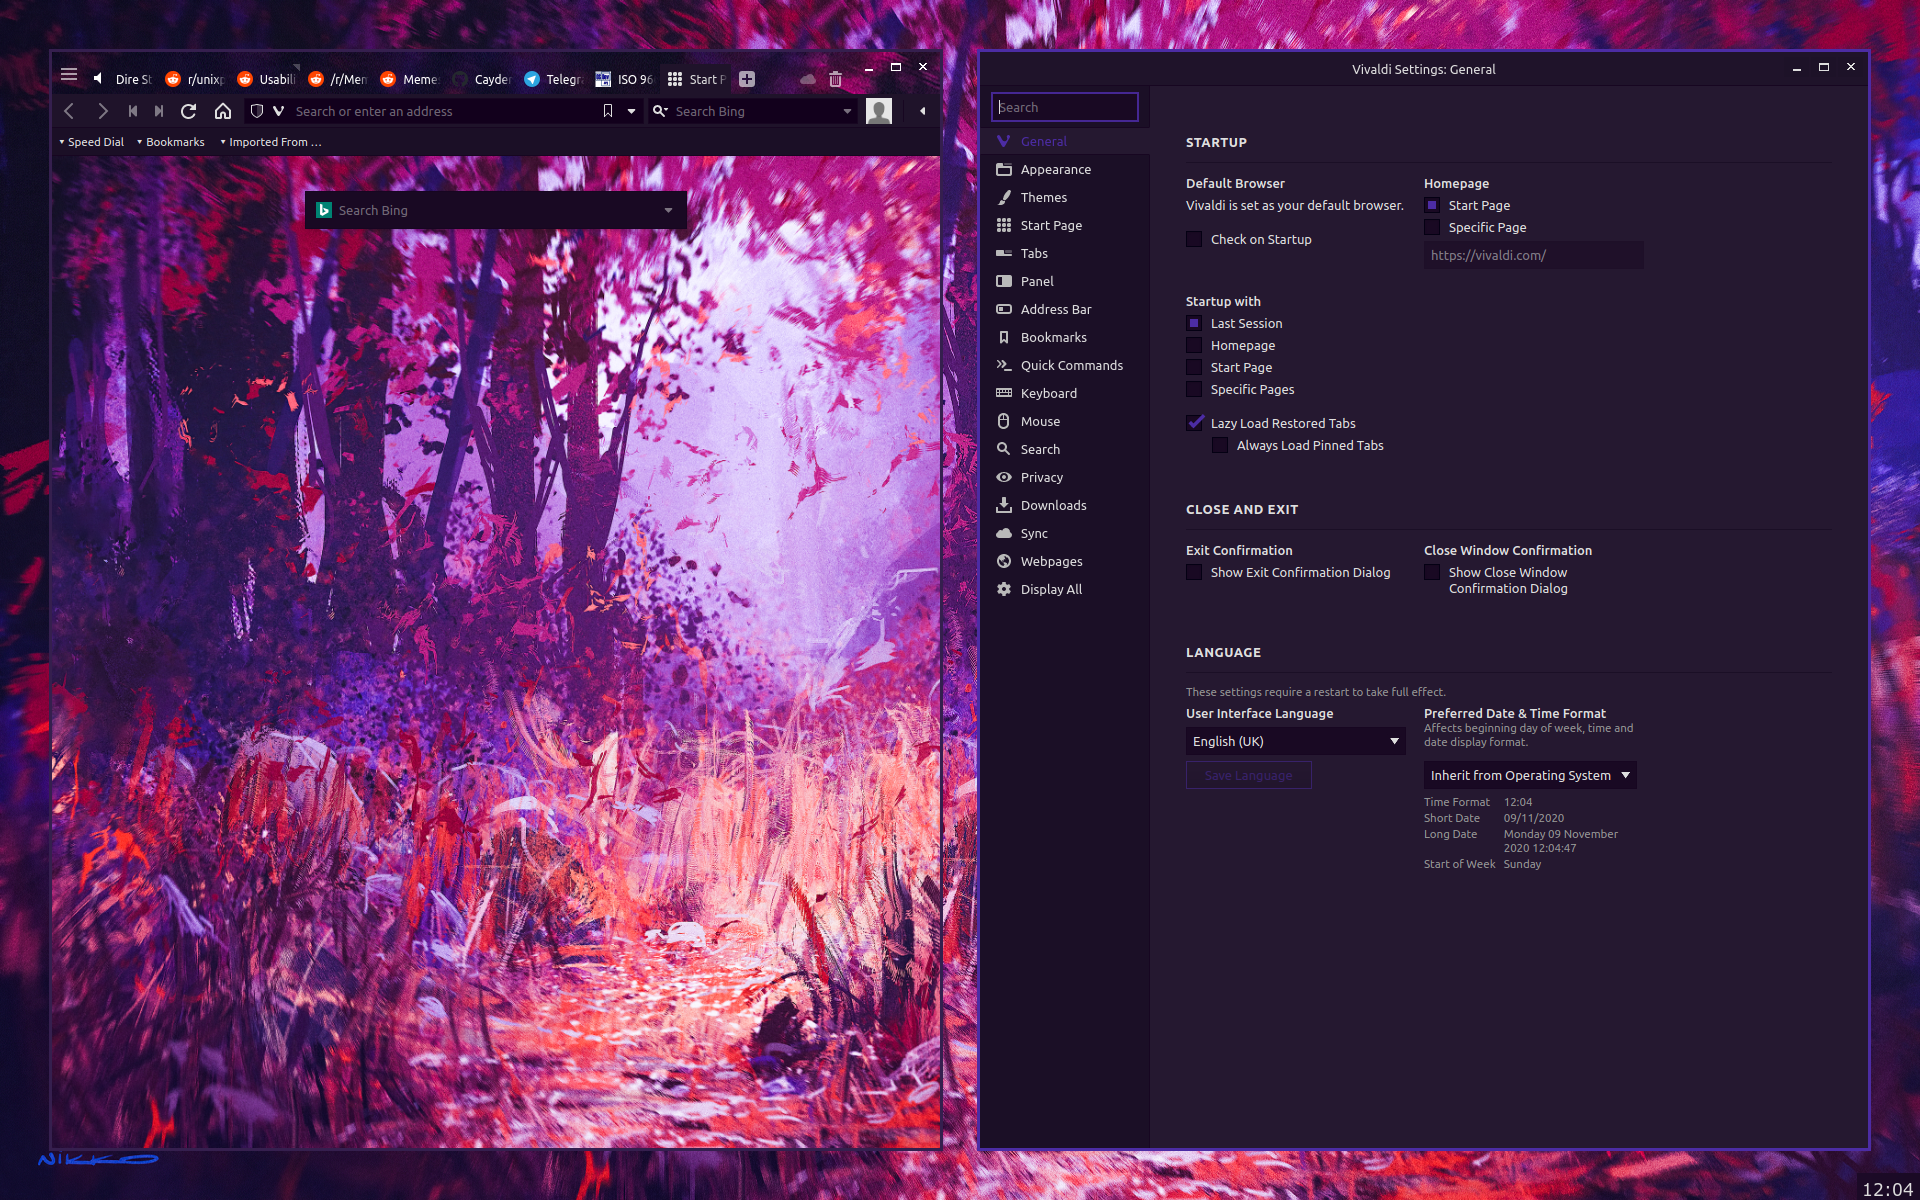 Dire St
r/unixp
Usabili
/r/Mem
Meme
Cayder
Telegra
ISO 96
Start P
Search or enter an address
Search Bing
Speed Dial
Bookmarks
Imported From ...
Search Bing
NIKKO
Vivaldi Settings: General
Search
General
Appearance
Themes
Start Page
Tabs
Panel
Address Bar
Bookmarks
Quick Commands
Keyboard
Mouse
Search
Privacy
Downloads
Sync
Webpages
Display All
STARTUP
Default Browser
Vivaldi is set as your default browser.
Check on Startup
Homepage
Start Page
Specific Page
https://vivaldi.com/
Startup with
Last Session
Homepage
Start Page
Specific Pages
Lazy Load Restored Tabs
Always Load Pinned Tabs
CLOSE AND EXIT
Exit Confirmation
Show Exit Confirmation Dialog
Close Window Confirmation
Show Close Window
Confirmation Dialog
LANGUAGE
These settings require a restart to take full effect.
User Interface Language
English (UK)
Save Language
Preferred Date & Time Format
Affects beginning day of week, time and
date display format.
Inherit from Operating System
Time Format 12:04
Short Date 09/11/2020
Long Date Monday 09 November
2020 12:04:47
Start of Week Sunday
12:04